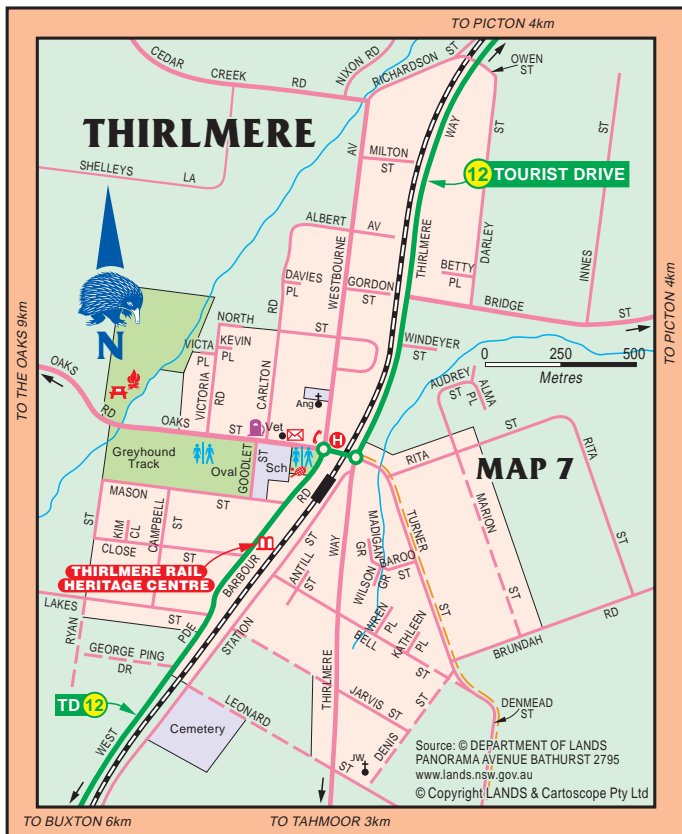 TO PICTON 4km
THIRLMERE
CEDAR
CREEK
RD
NIXON RD
RICHARDSON
ST
OWEN
ST
SHELLEYS
LA
AV
MILTON
ST
WAY
ST
ST
12 TOURIST DRIVE
ALBERT
AV
WESTBOURNE
THIRLMERE
DARLEY
INNES
DAVIES
PL
GORDON
ST
BETTY
PL
BRIDGE
ST
TO PICTON 4km
TO THE OAKS 9km
N
NORTH
ST
RD
VICTA
PL
KEVIN
PL
VICTORIA
RD
CARLTON
WINDEYER
ST
0 250 500
Metres
OAKS
RD
OAKS
ST
Ang
Vet
H
AUDREY
ST
ALMA
PL
Greyhound
Track
Oval
GOODLET
ST
Sch
RITA
ST
RITA
ST
MAP 7
MARION
ST
MASON
ST
ST
KIM
CL
CAMPBELL
ST
CLOSE
ST
RD
BARBOUR
THIRLMERE RAIL
HERITAGE CENTRE
ANTILL
ST
ST
WAY
MADIGAN
GR
WILSON
GR
BAROO
ST
TURNER
ST
LAKES
ST
RYAN
PDE
STATION
WREN
PL
BELL
KATHLEEN
PL
BRUNDAH
RD
GEORGE PING
DR
TD 12
WEST
LEONARD
ST
THIRLMERE
JARVIS
ST
ST
DENIS
DENMEAD
ST
Cemetery
JW
Source: © DEPARTMENT OF LANDS
PANORAMA AVENUE BATHURST 2795
www.lands.nsw.gov.au
© Copyright LANDS & Cartoscope Pty Ltd
TO BUXTON 6km
TO TAHMOOR 3km